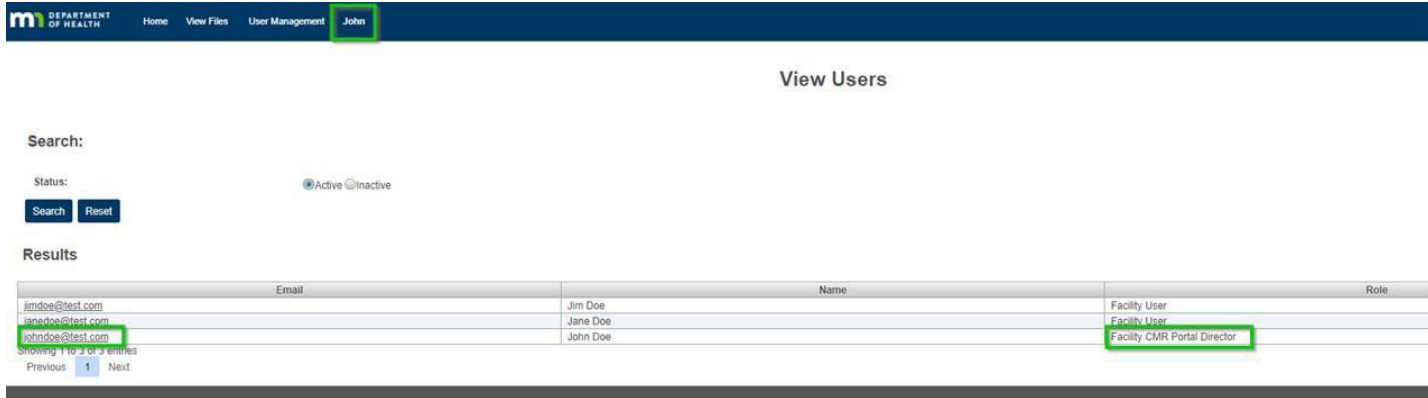 DEPARTMENT
OF HEALTH
Home View Files User Management John
View Users
Search:
Status: Active Inactive
Search Reset
Results
Email Name Role
jimdoe@test.com Jim Doe Facility User
janedoe@test.com Jane Doe Facility User
johndoe@test.com John Doe Facility CMR Portal Director
Showing 1 to 3 of 3 entries
Previous 1 Next